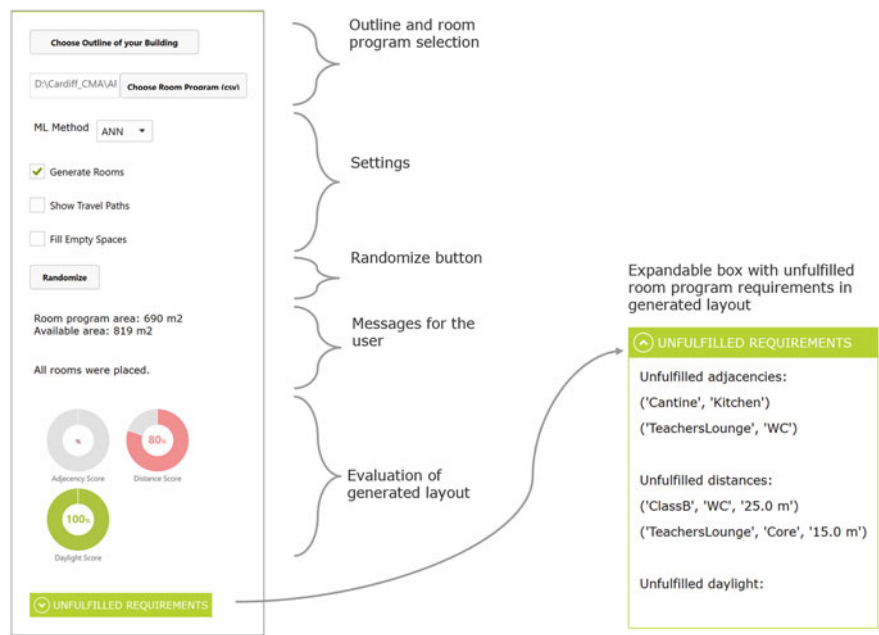 Choose Outline of your Building
D:\Cardiff_CMA\AI
Choose Room Program (csv)
ML Method
ANN
Generate Rooms
Show Travel Paths
Fill Empty Spaces
Randomize
Room program area: 690 m2
Available area: 819 m2
All rooms were placed.
%
Adjecency Score
80%
Distance Score
100%
Daylight Score
UNFULFILLED REQUIREMENTS
Outline and room
program selection
Settings
Randomize button
Messages for the
user
Evaluation of
generated layout
Expandable box with unfulfilled
room program requirements in
generated layout
UNFULFILLED REQUIREMENTS
Unfulfilled adjacencies:
('Cantine', 'Kitchen')
('TeachersLounge', 'WC')
Unfulfilled distances:
('ClassB', 'WC', '25.0 m')
('TeachersLounge', 'Core', '15.0 m')
Unfulfilled daylight: